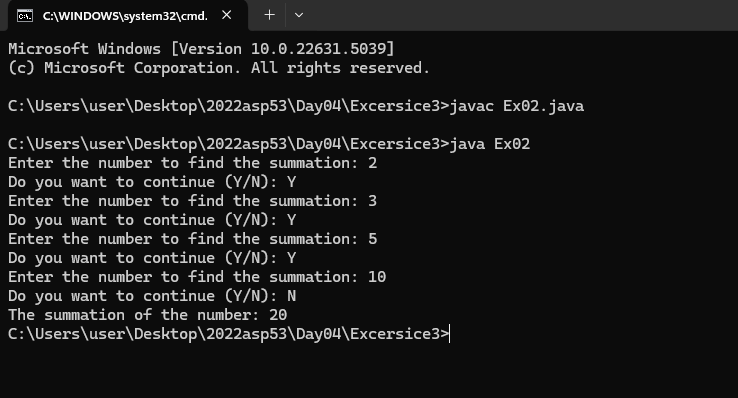 C:\WINDOWS\system32\cmd.
Microsoft Windows [Version 10.0.22631.5039]
(c) Microsoft Corporation. All rights reserved.
C:\Users\user\Desktop\2022asp53\Day04\Excersice3>javac Ex02.java
C:\Users\user\Desktop\2022asp53\Day04\Excersice3>java Ex02
Enter the number to find the summation: 2
Do you want to continue (Y/N): Y
Enter the number to find the summation: 3
Do you want to continue (Y/N): Y
Enter the number to find the summation: 5
Do you want to continue (Y/N): Y
Enter the number to find the summation: 10
Do you want to continue (Y/N): N
The summation of the number: 20
C:\Users\user\Desktop\2022asp53\Day04\Excersice3>